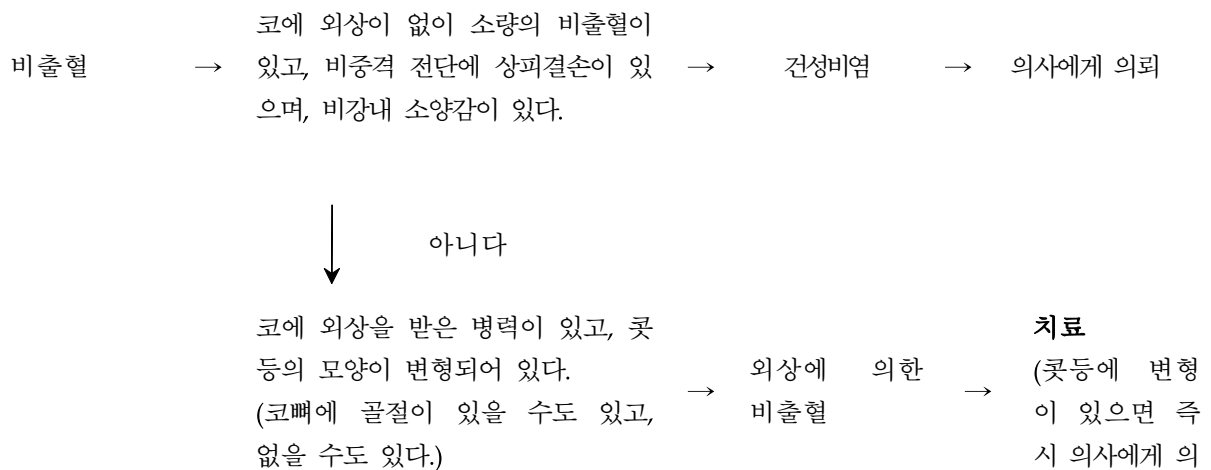 비출혈 → 코에 외상이 없이 소량의 비출혈이
있고, 비중격 전단에 상피결손이 있
으며, 비강내 소양감이 있다. → 건성비염 → 의사에게 의뢰
아니다
코에 외상을 받은 병력이 있고, 콧
등의 모양이 변형되어 있다.
(코뼈에 골절이 있을 수도 있고,
없을 수도 있다.)
→
외상에 의한
비출혈
→
치료
(콧등에 변형
이 있으면 즉
시 의사에게 의